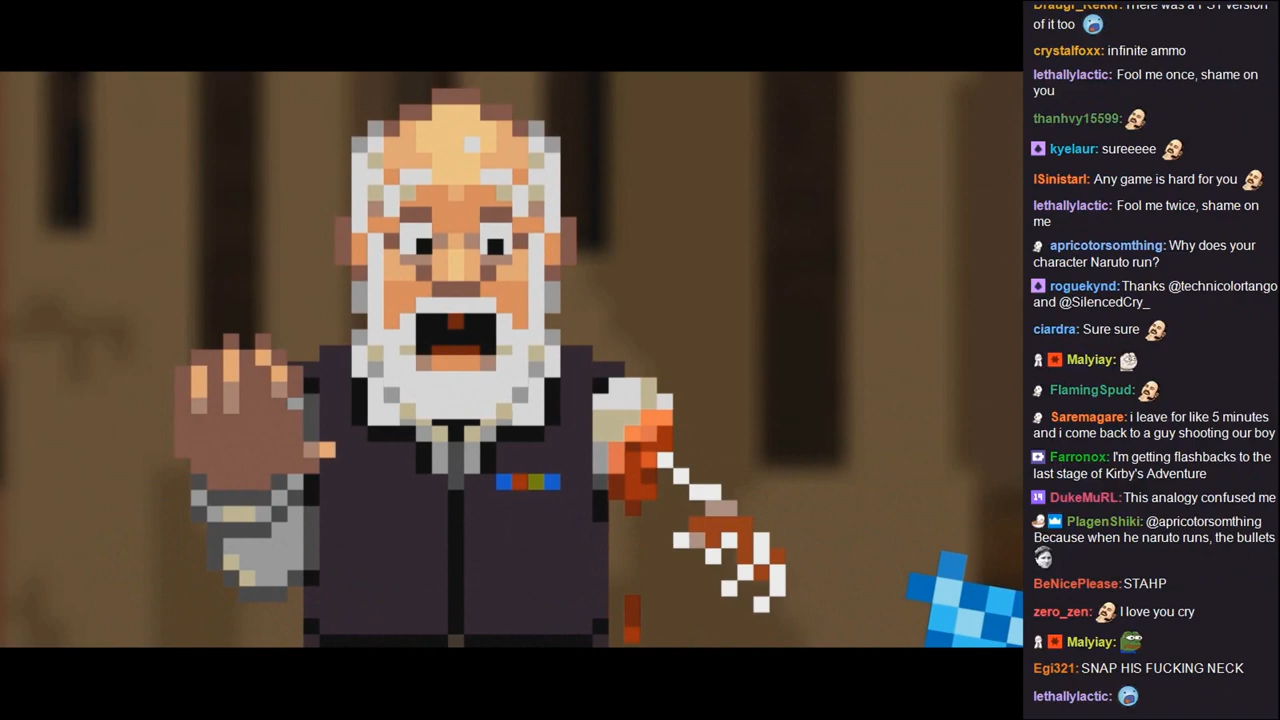 Draugr_Rekkr: There was a PS1 version
of it too
crystalfoxx: infinite ammo
lethallylactic: Fool me once, shame on
you
thanhvy15599:
kyelaur: sureeeee
ISinistarI: Any game is hard for you
lethallylactic: Fool me twice, shame on
me
apricotorsomthing: Why does your
character Naruto run?
roguekynd: Thanks @technicolortango
and @SilencedCry_
ciardra: Sure sure
Malyiay:
FlamingSpud:
Saremagare: i leave for like 5 minutes
and i come back to a guy shooting our boy
Farronox: I'm getting flashbacks to the
last stage of Kirby's Adventure
DukeMuRL: This analogy confused me
PlagenShiki: @apricotorsomthing
Because when he naruto runs, the bullets
BeNicePlease: STAHP
zero_zen: I love you cry
Malyiay:
Egi321: SNAP HIS FUCKING NECK
lethallylactic: